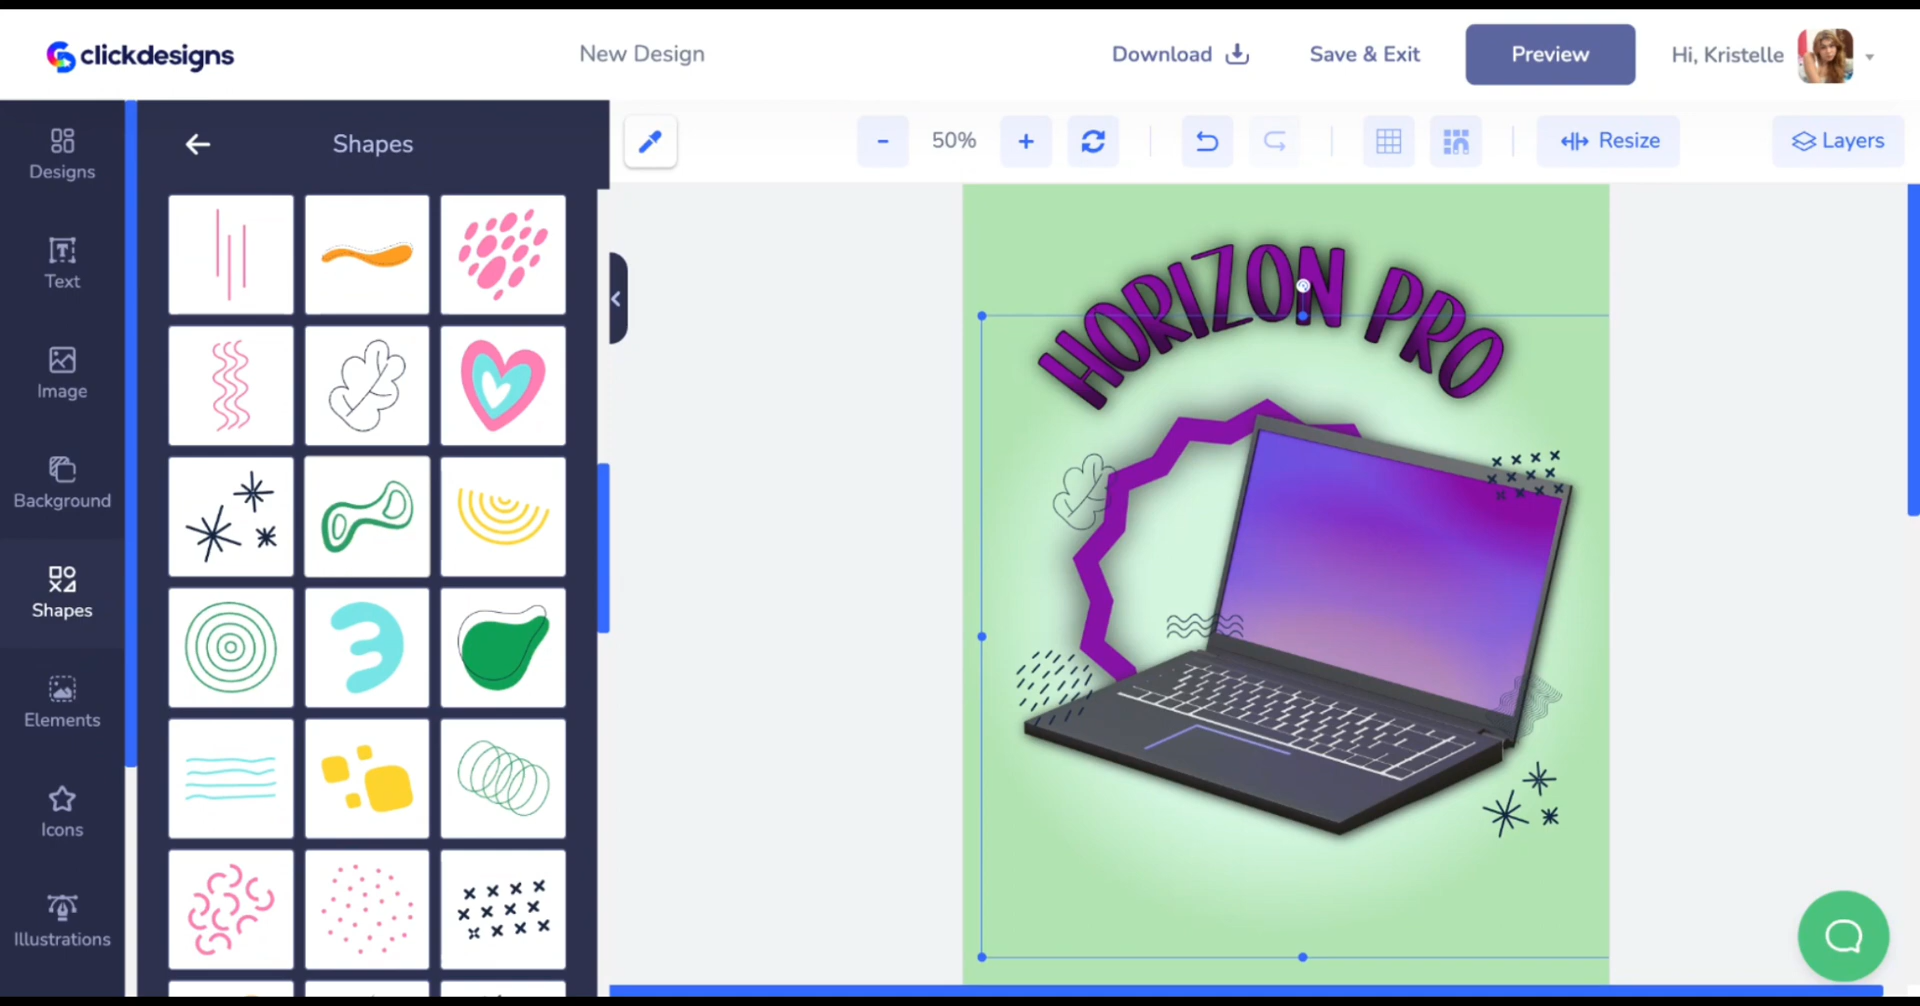 clickdesigns
New Design
Download
Save & Exit
Preview
Hi, Kristelle
Designs
Text
Image
Background
Shapes
Elements
Icons
Illustrations
Shapes
50%
Resize
Layers
HORIZON PRO